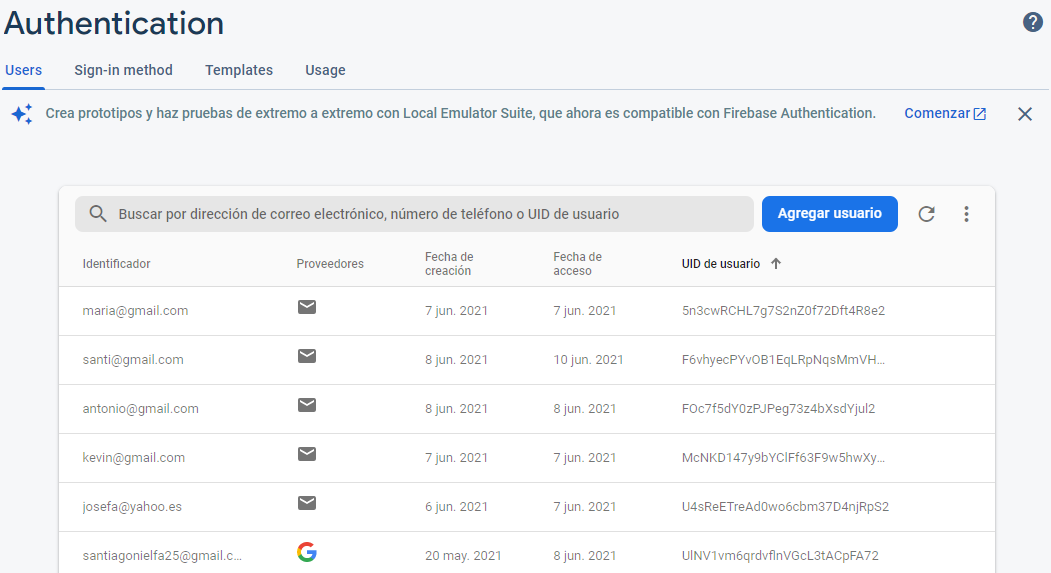 Authentication
Users Sign-in method Templates Usage
Crea prototipos y haz pruebas de extremo a extremo con Local Emulator Suite, que ahora es compatible con Firebase Authentication. Comenzar
Buscar por dirección de correo electrónico, número de teléfono o UID de usuario Agregar usuario
Identificador Proveedores Fecha de creación Fecha de acceso UID de usuario
maria@gmail.com 7 jun. 2021 7 jun. 2021 5n3cwRCHL7g7S2nZ0f72Dft4R8e2
santi@gmail.com 8 jun. 2021 10 jun. 2021 F6vhyecPYvOB1EqLRpNqsMmVH...
antonio@gmail.com 8 jun. 2021 8 jun. 2021 FOc7f5dY0zPJPeg73z4bXsdYjul2
kevin@gmail.com 7 jun. 2021 7 jun. 2021 McNKD147y9bYClFf63F9w5hwXy...
josefa@yahoo.es 6 jun. 2021 7 jun. 2021 U4sReETreAd0wo6cbm37D4njRpS2
santiagonielfa25@gmail.c... 20 may. 2021 8 jun. 2021 UlNV1vm6qrdvflnVGcL3tACpFA72